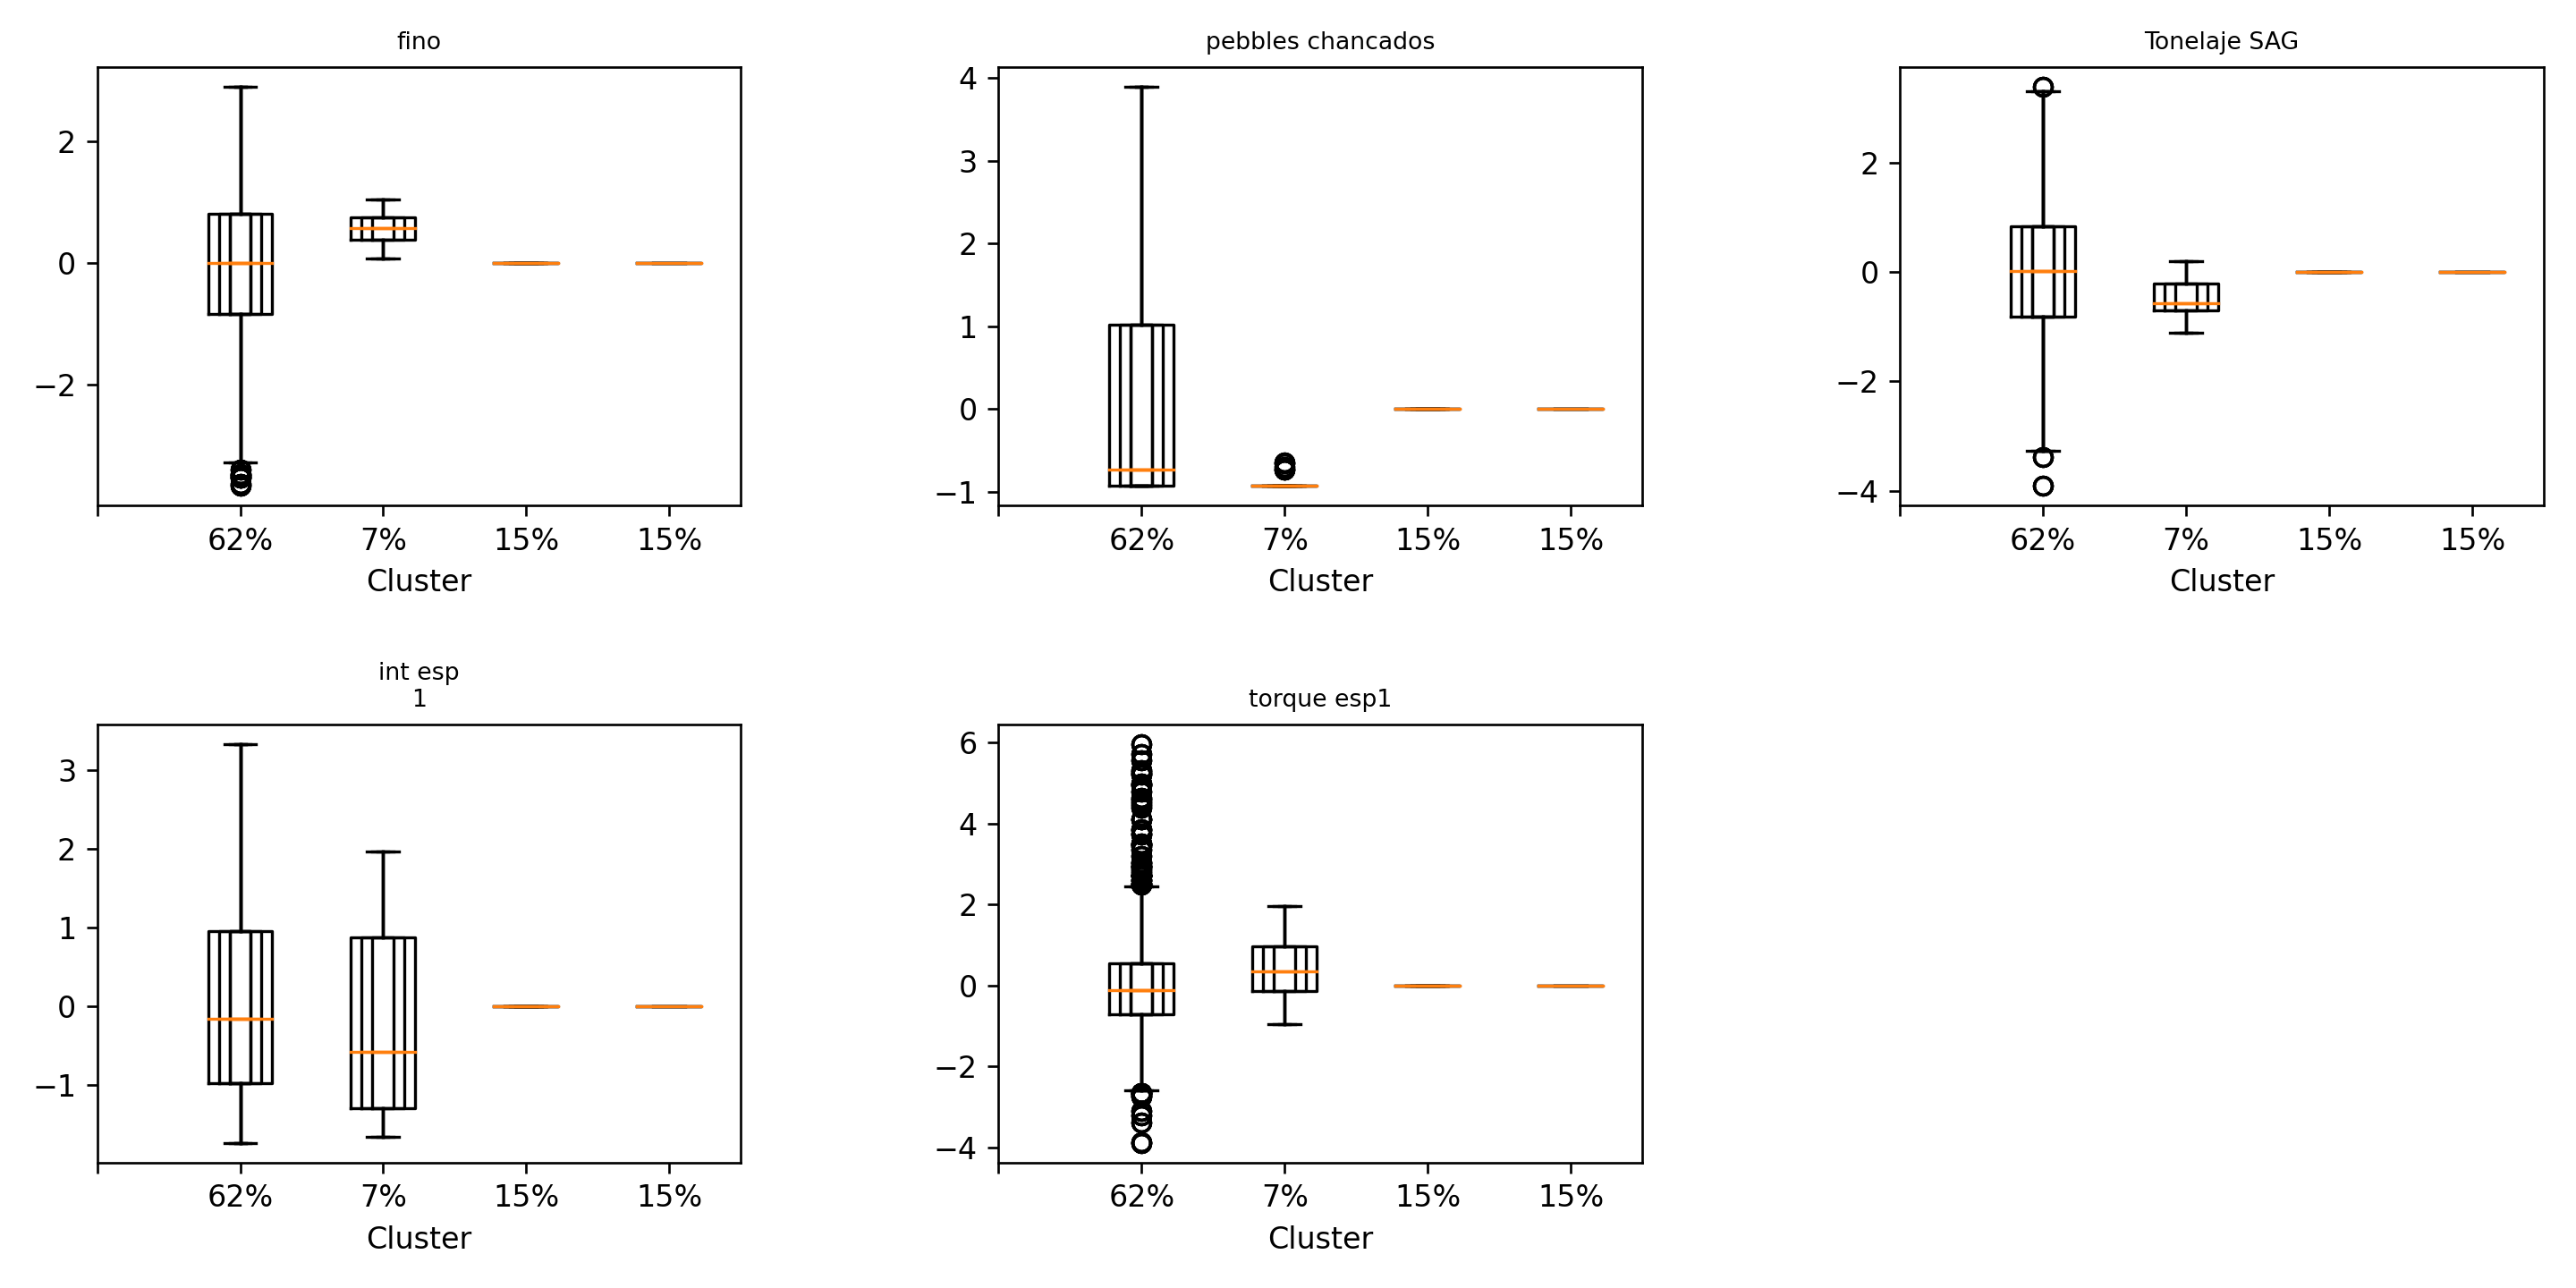 fino
2
0
−2
62% 7% 15% 15%
Cluster
pebbles chancados
4
3
2
1
0
−1
62% 7% 15% 15%
Cluster
Tonelaje SAG
2
0
−2
−4
62% 7% 15% 15%
Cluster
int esp
1
3
2
1
0
−1
62% 7% 15% 15%
Cluster
torque esp1
6
4
2
0
−2
−4
62% 7% 15% 15%
Cluster